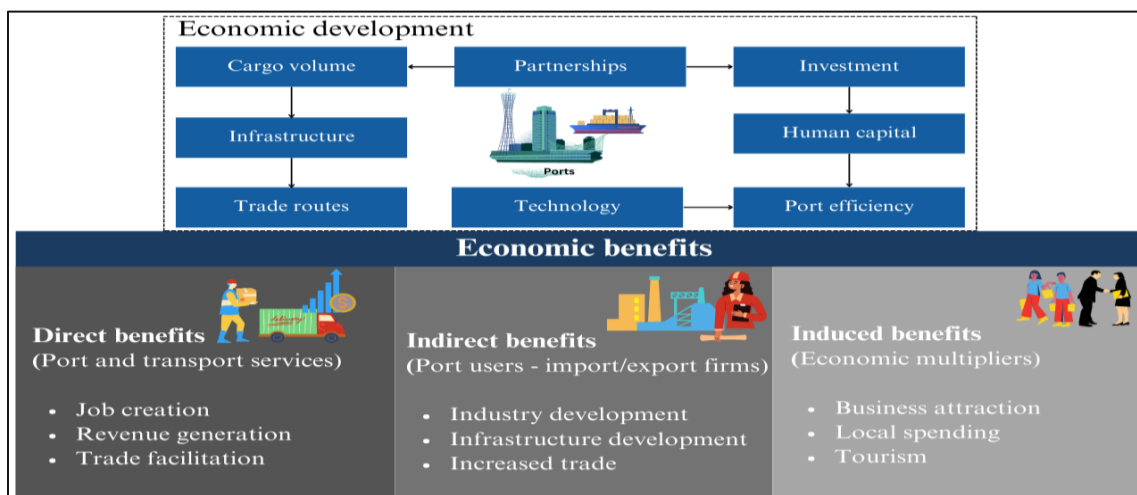 Economic development
Cargo volume
Partnerships
Investment
Infrastructure
Human capital
Ports
Trade routes
Technology
Port efficiency
Economic benefits
Direct benefits
(Port and transport services)
• Job creation
• Revenue generation
• Trade facilitation
Indirect benefits
(Port users - import/export firms)
• Industry development
• Infrastructure development
• Increased trade
Induced benefits
(Economic multipliers)
• Business attraction
• Local spending
• Tourism